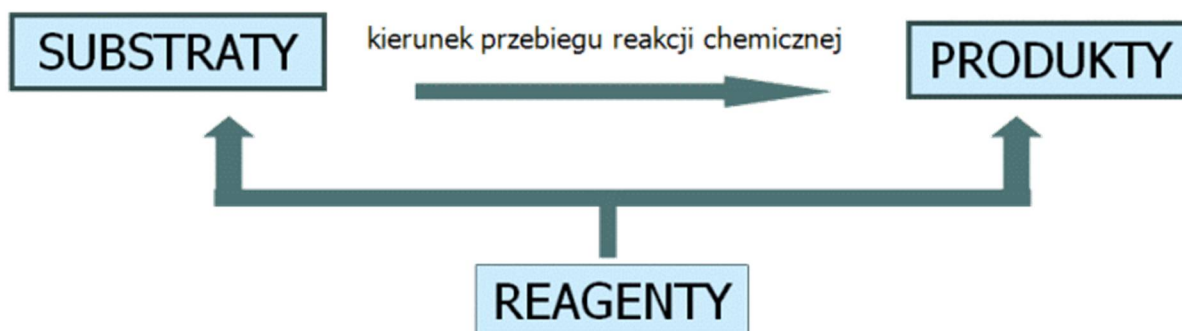 SUBSTRATY
kierunek przebiegu reakcji chemicznej
PRODUKTY
REAGENTY